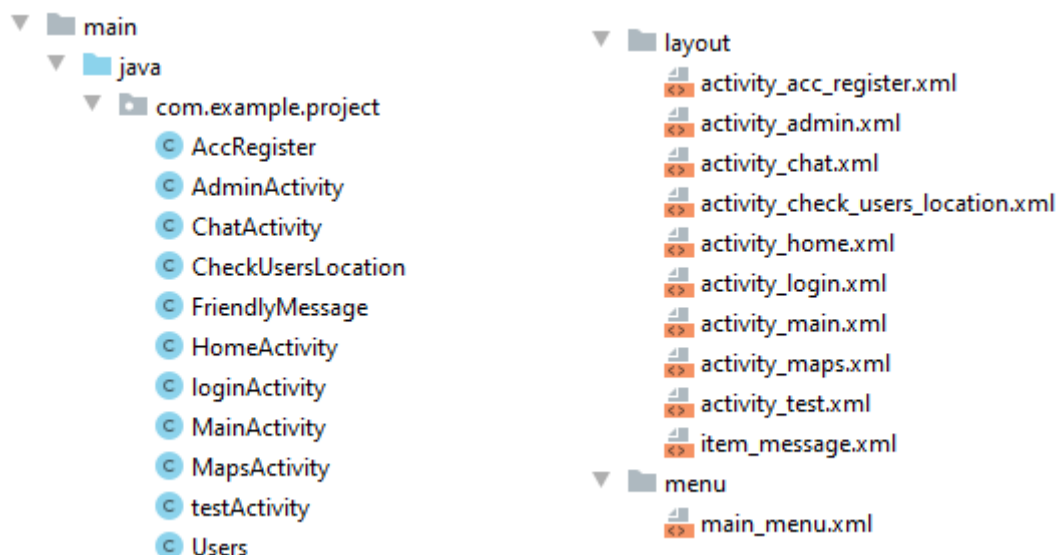 main
java
com.example.project
C AccRegister
C AdminActivity
C ChatActivity
C CheckUsersLocation
C FriendlyMessage
C HomeActivity
C loginActivity
C MainActivity
C MapsActivity
C testActivity
C Users
layout
<> activity_acc_register.xml
<> activity_admin.xml
<> activity_chat.xml
<> activity_check_users_location.xml
<> activity_home.xml
<> activity_login.xml
<> activity_main.xml
<> activity_maps.xml
<> activity_test.xml
<> item_message.xml
menu
<> main_menu.xml